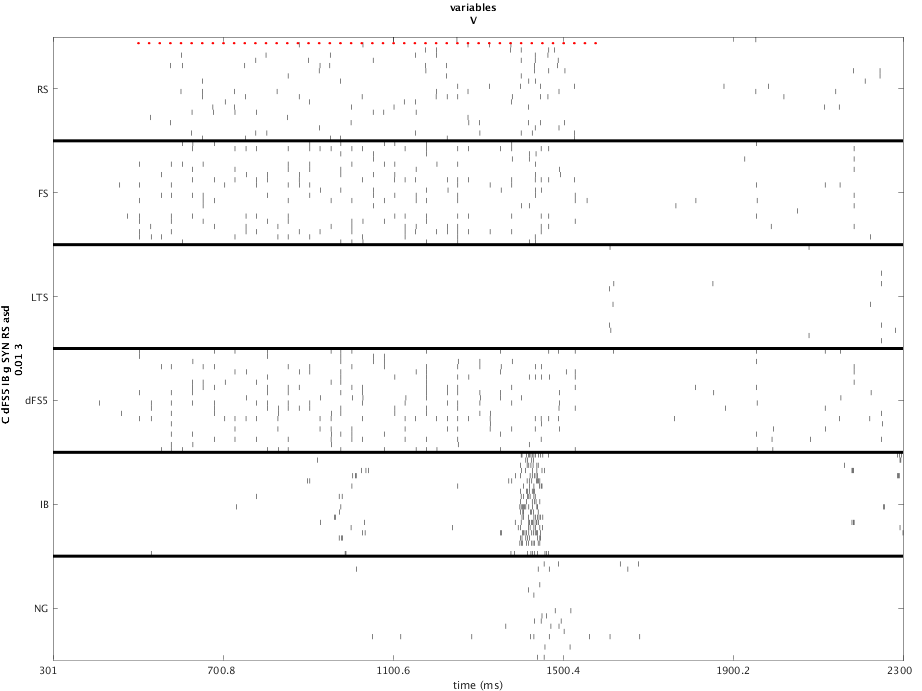 variables
V
RS
FS
LTS
dFS5
IB
NG
C dFS5 IB g SYN RS asd
0.01 3
301
700.8
1100.6
1500.4
1900.2
2300
time (ms)